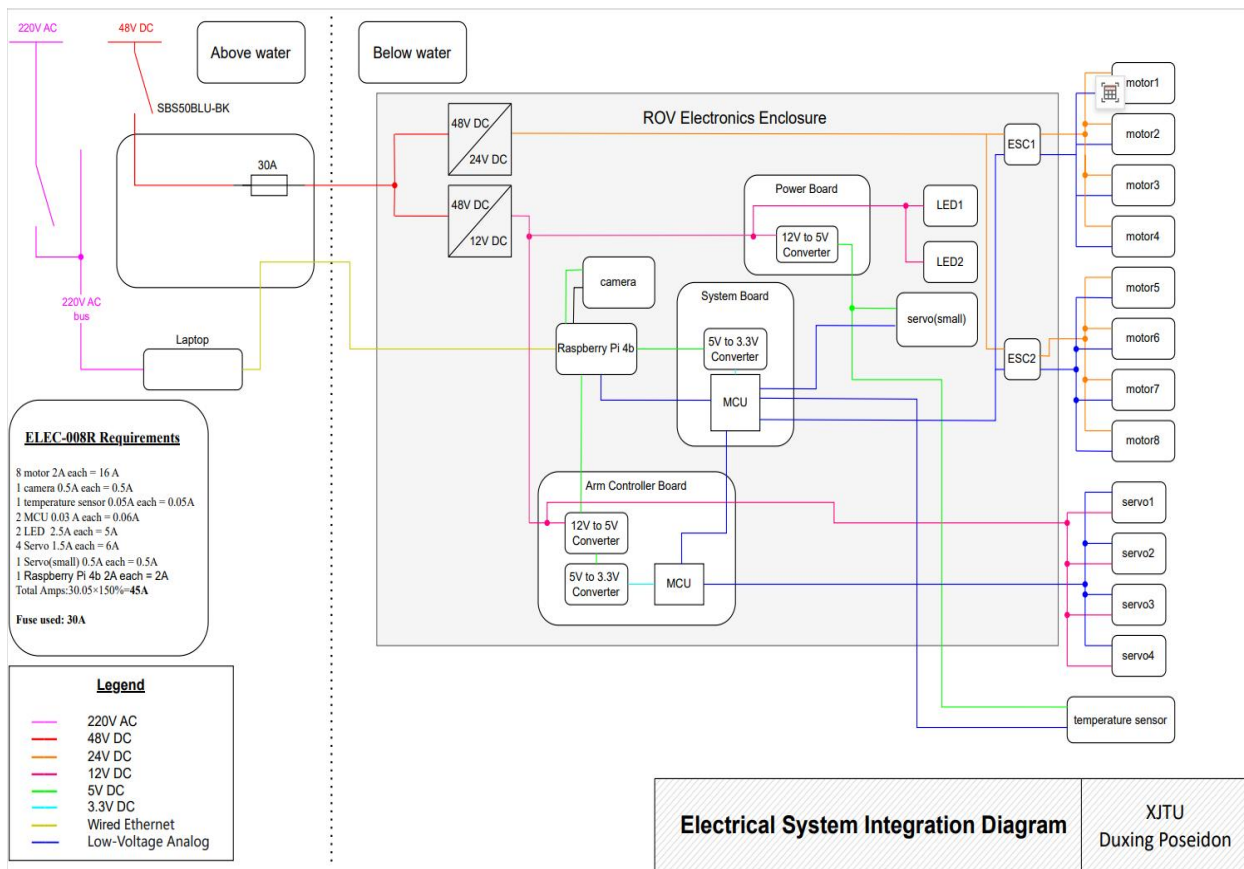 220V AC
48V DC
Above water
Below water
SBS50BLU-BK
30A
220V AC
bus
Laptop
ROV Electronics Enclosure
48V DC
24V DC
48V DC
12V DC
Power Board
12V to 5V
Converter
LED1
LED2
camera
System Board
servo(small)
Raspberry Pi 4b
5V to 3.3V
Converter
MCU
ESC1
ESC2
motor1
motor2
motor3
motor4
motor5
motor6
motor7
motor8
Arm Controller Board
12V to 5V
Converter
5V to 3.3V
Converter
MCU
servo1
servo2
servo3
servo4
temperature sensor
ELEC-008R Requirements
8 motor 2A each = 16 A
1 camera 0.5A each = 0.5A
1 temperature sensor 0.05A each = 0.05A
2 MCU 0.03 A each = 0.06A
2 LED 2.5A each = 5A
4 Servo 1.5A each = 6A
1 Servo(small) 0.5A each = 0.5A
1 Raspberry Pi 4b 2A each = 2A
Total Amps:30.05×150%=45A
Fuse used: 30A
Legend
220V AC
48V DC
24V DC
12V DC
5V DC
3.3V DC
Wired Ethernet
Low-Voltage Analog
Electrical System Integration Diagram
XJTU
Duxing Poseidon